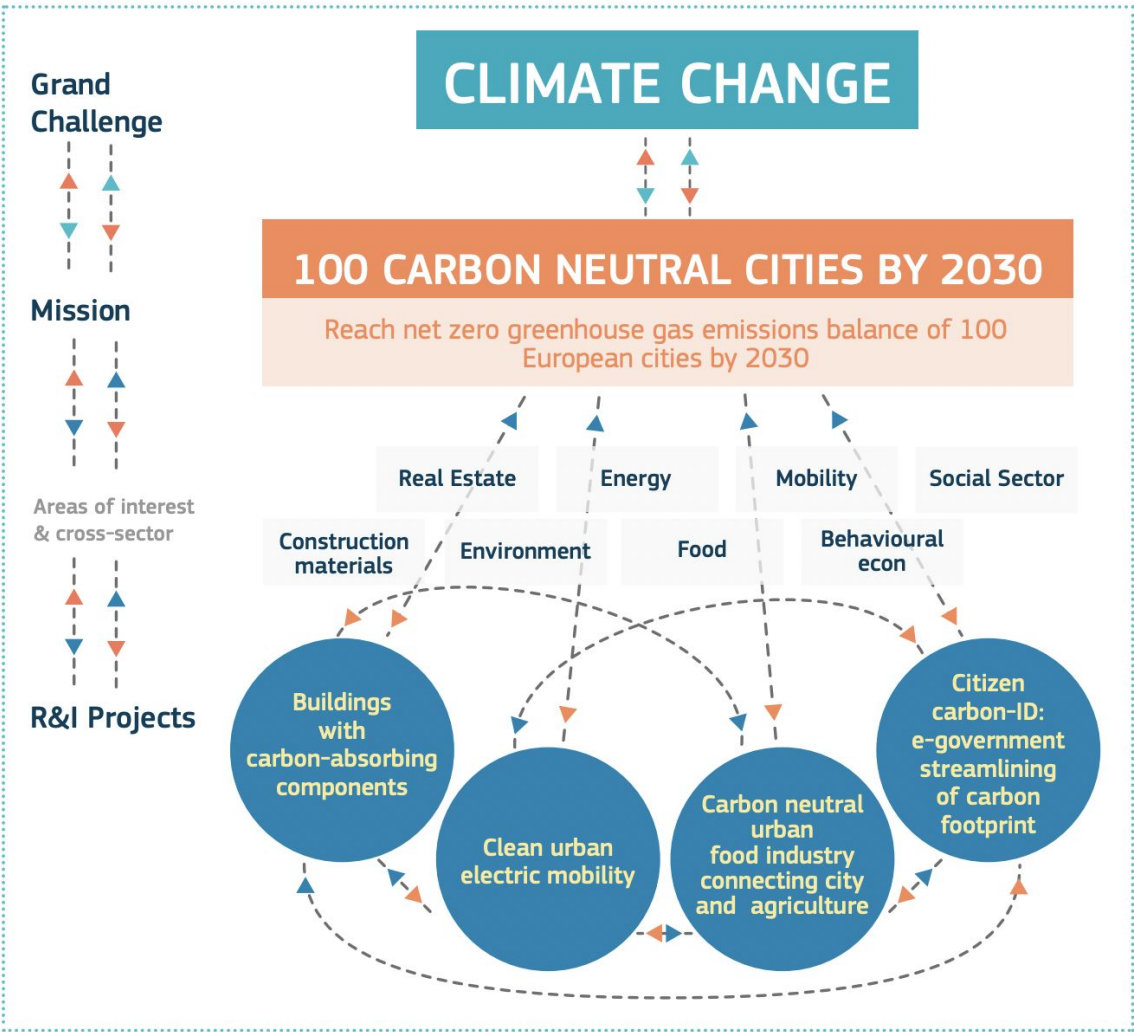 Grand
Challenge
Mission
Areas of interest
& cross-sector
R&I Projects
CLIMATE CHANGE
100 CARBON NEUTRAL CITIES BY 2030
Reach net zero greenhouse gas emissions balance of 100
European cities by 2030
Real Estate
Energy
Mobility
Social Sector
Construction
materials
Environment
Food
Behavioural
econ
Buildings
with
carbon-absorbing
components
Clean urban
electric mobility
Carbon neutral
urban
food industry
connecting city
and agriculture
Citizen
carbon-ID:
e-government
streamlining
of carbon
footprint